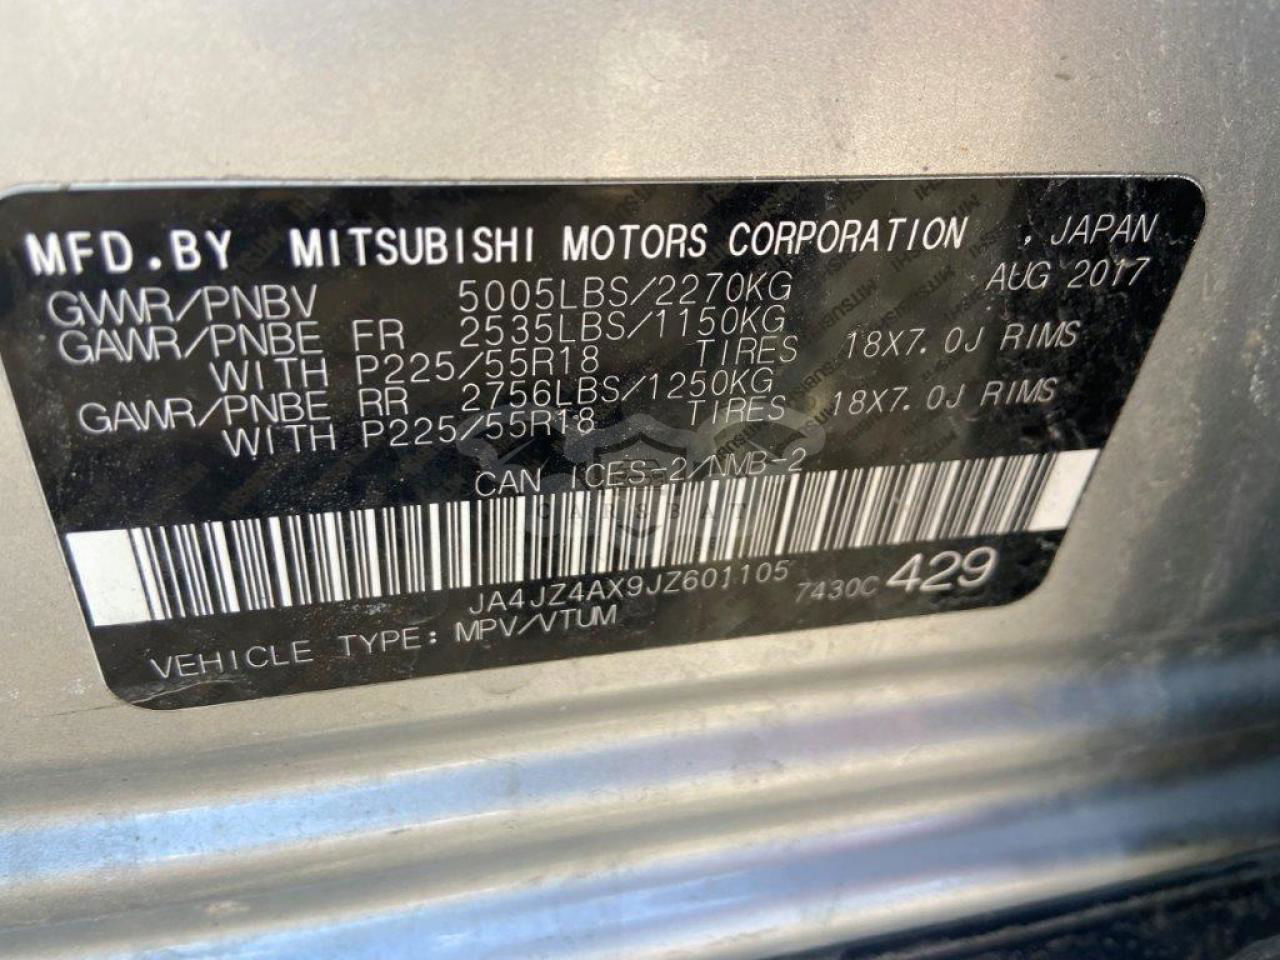 MFD.BY MITSUBISHI MOTORS CORPORATION . JAPAN
GVWR/PNBV 5005LBS/2270KG AUG 2017
GAWR/PNBE FR 2535LBS/1150KG
WITH P225/55R18 TIRES 18X7.0J RIMS
GAWR/PNBE RR 2756LBS/1250KG
WITH P225/55R18 TIRES 18X7.0J RIMS
CAN ICES-2/NMB-2
CARSBAT
JA4JZ4AX9JZ601105 7430C 429
VEHICLE TYPE: MPV/VTUM